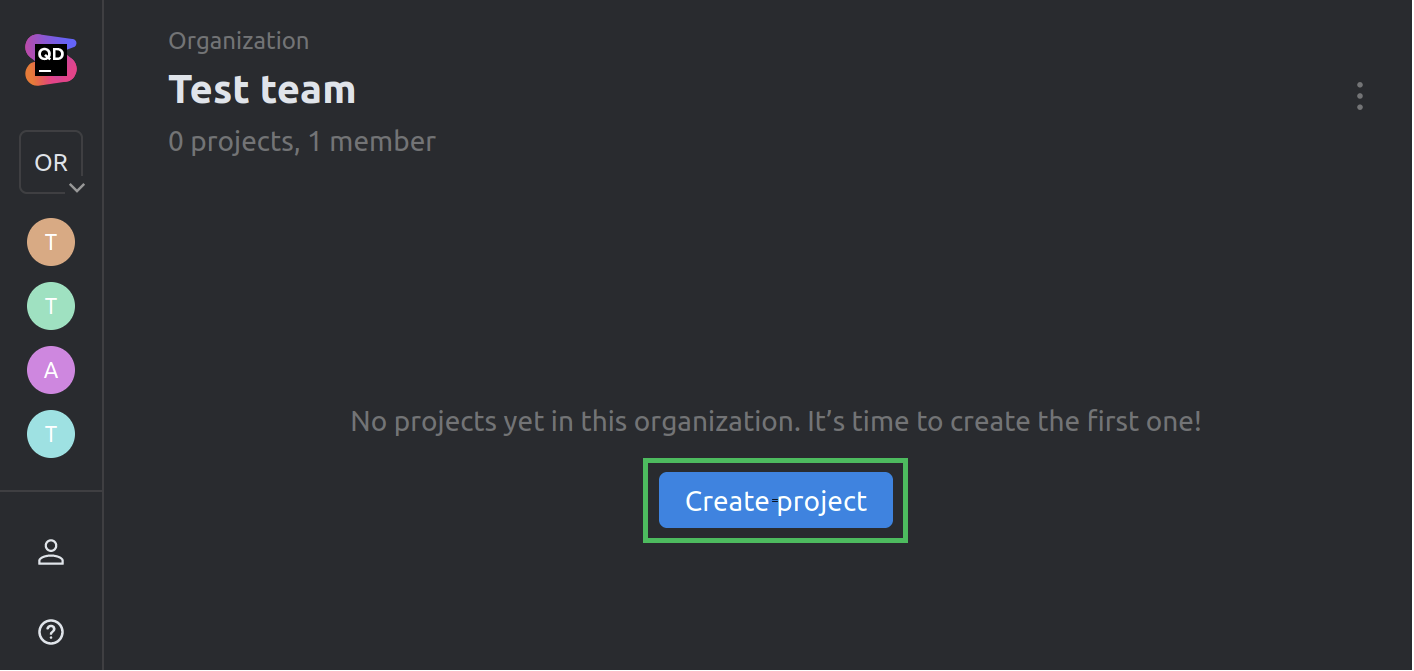 QD
OR
T
T
A
T
Organization
Test team
0 projects, 1 member
No projects yet in this organization. It’s time to create the first one!
Create project